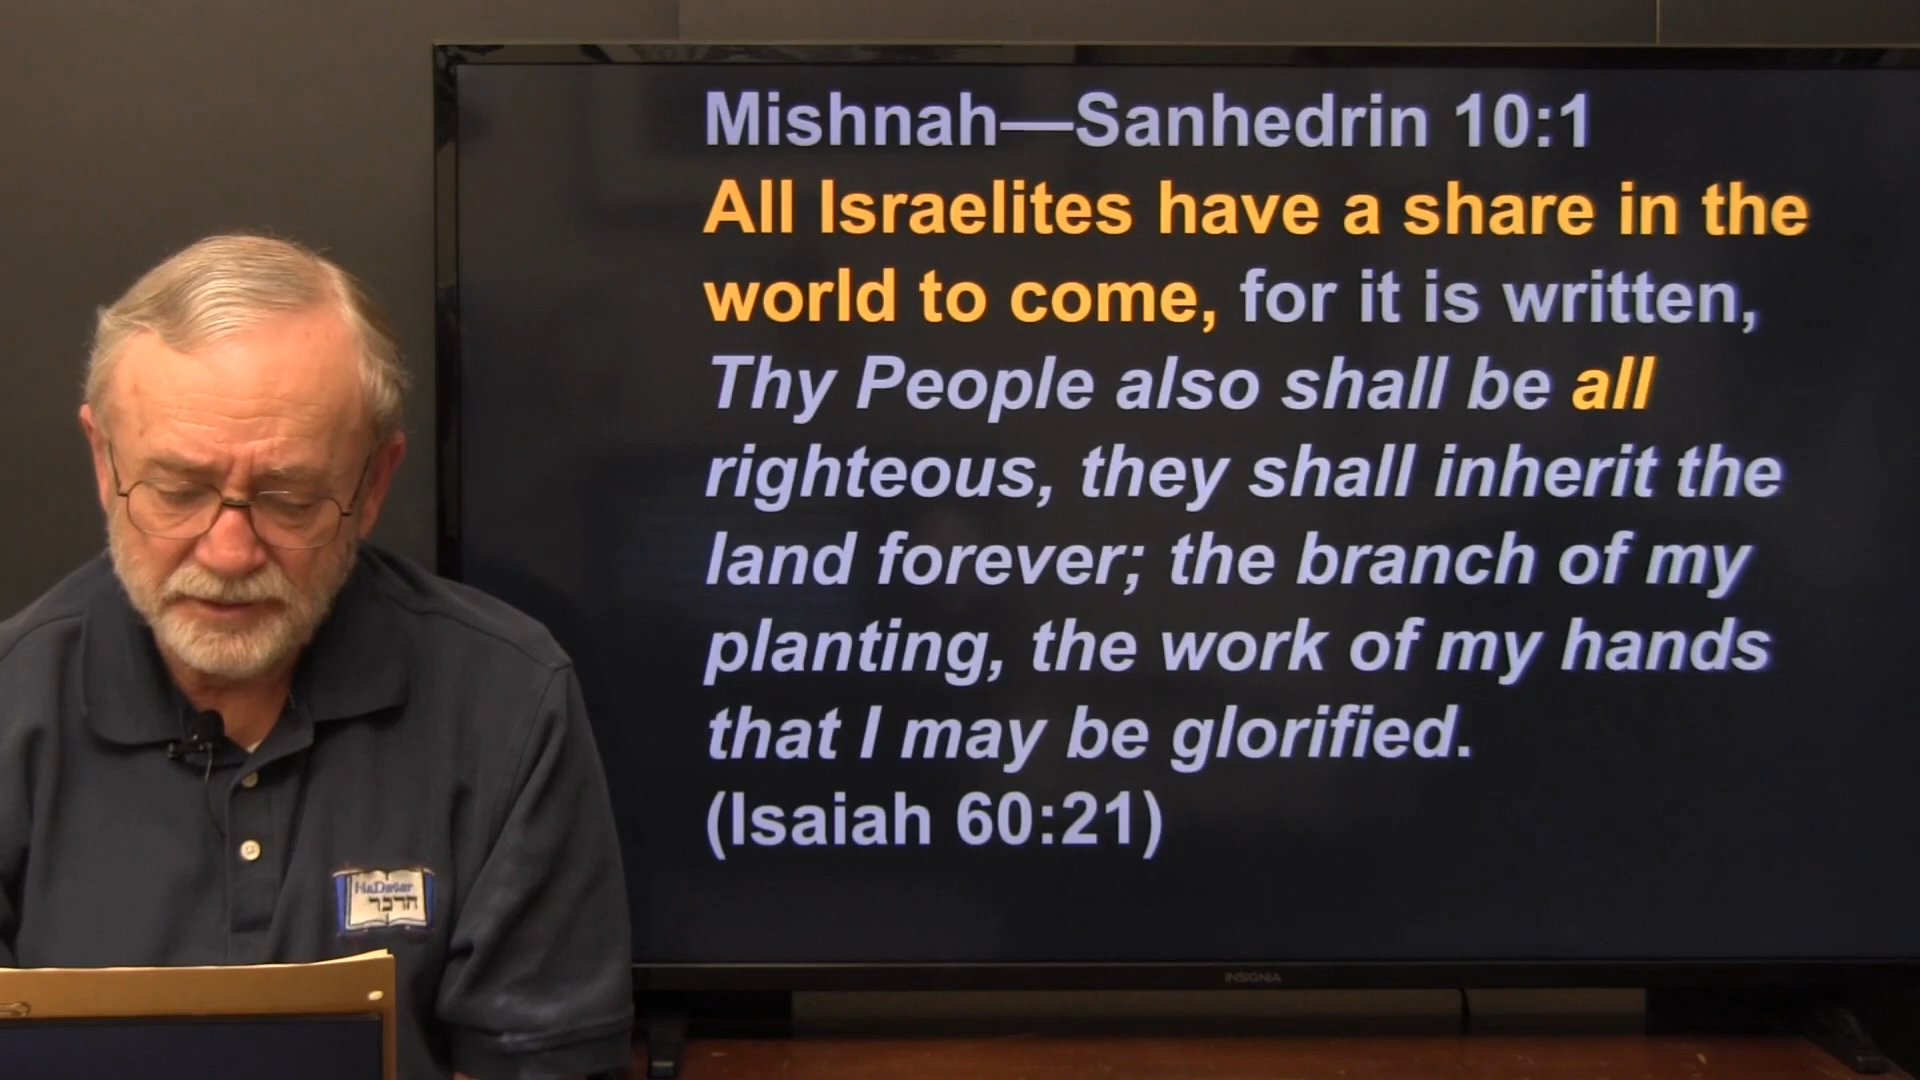 Mishnah—Sanhedrin 10:1
All Israelites have a share in the
world to come, for it is written,
Thy People also shall be all
righteous, they shall inherit the
land forever; the branch of my
planting, the work of my hands
that I may be glorified.
(Isaiah 60:21)
HaDavar
הדבר
INSIGNIA